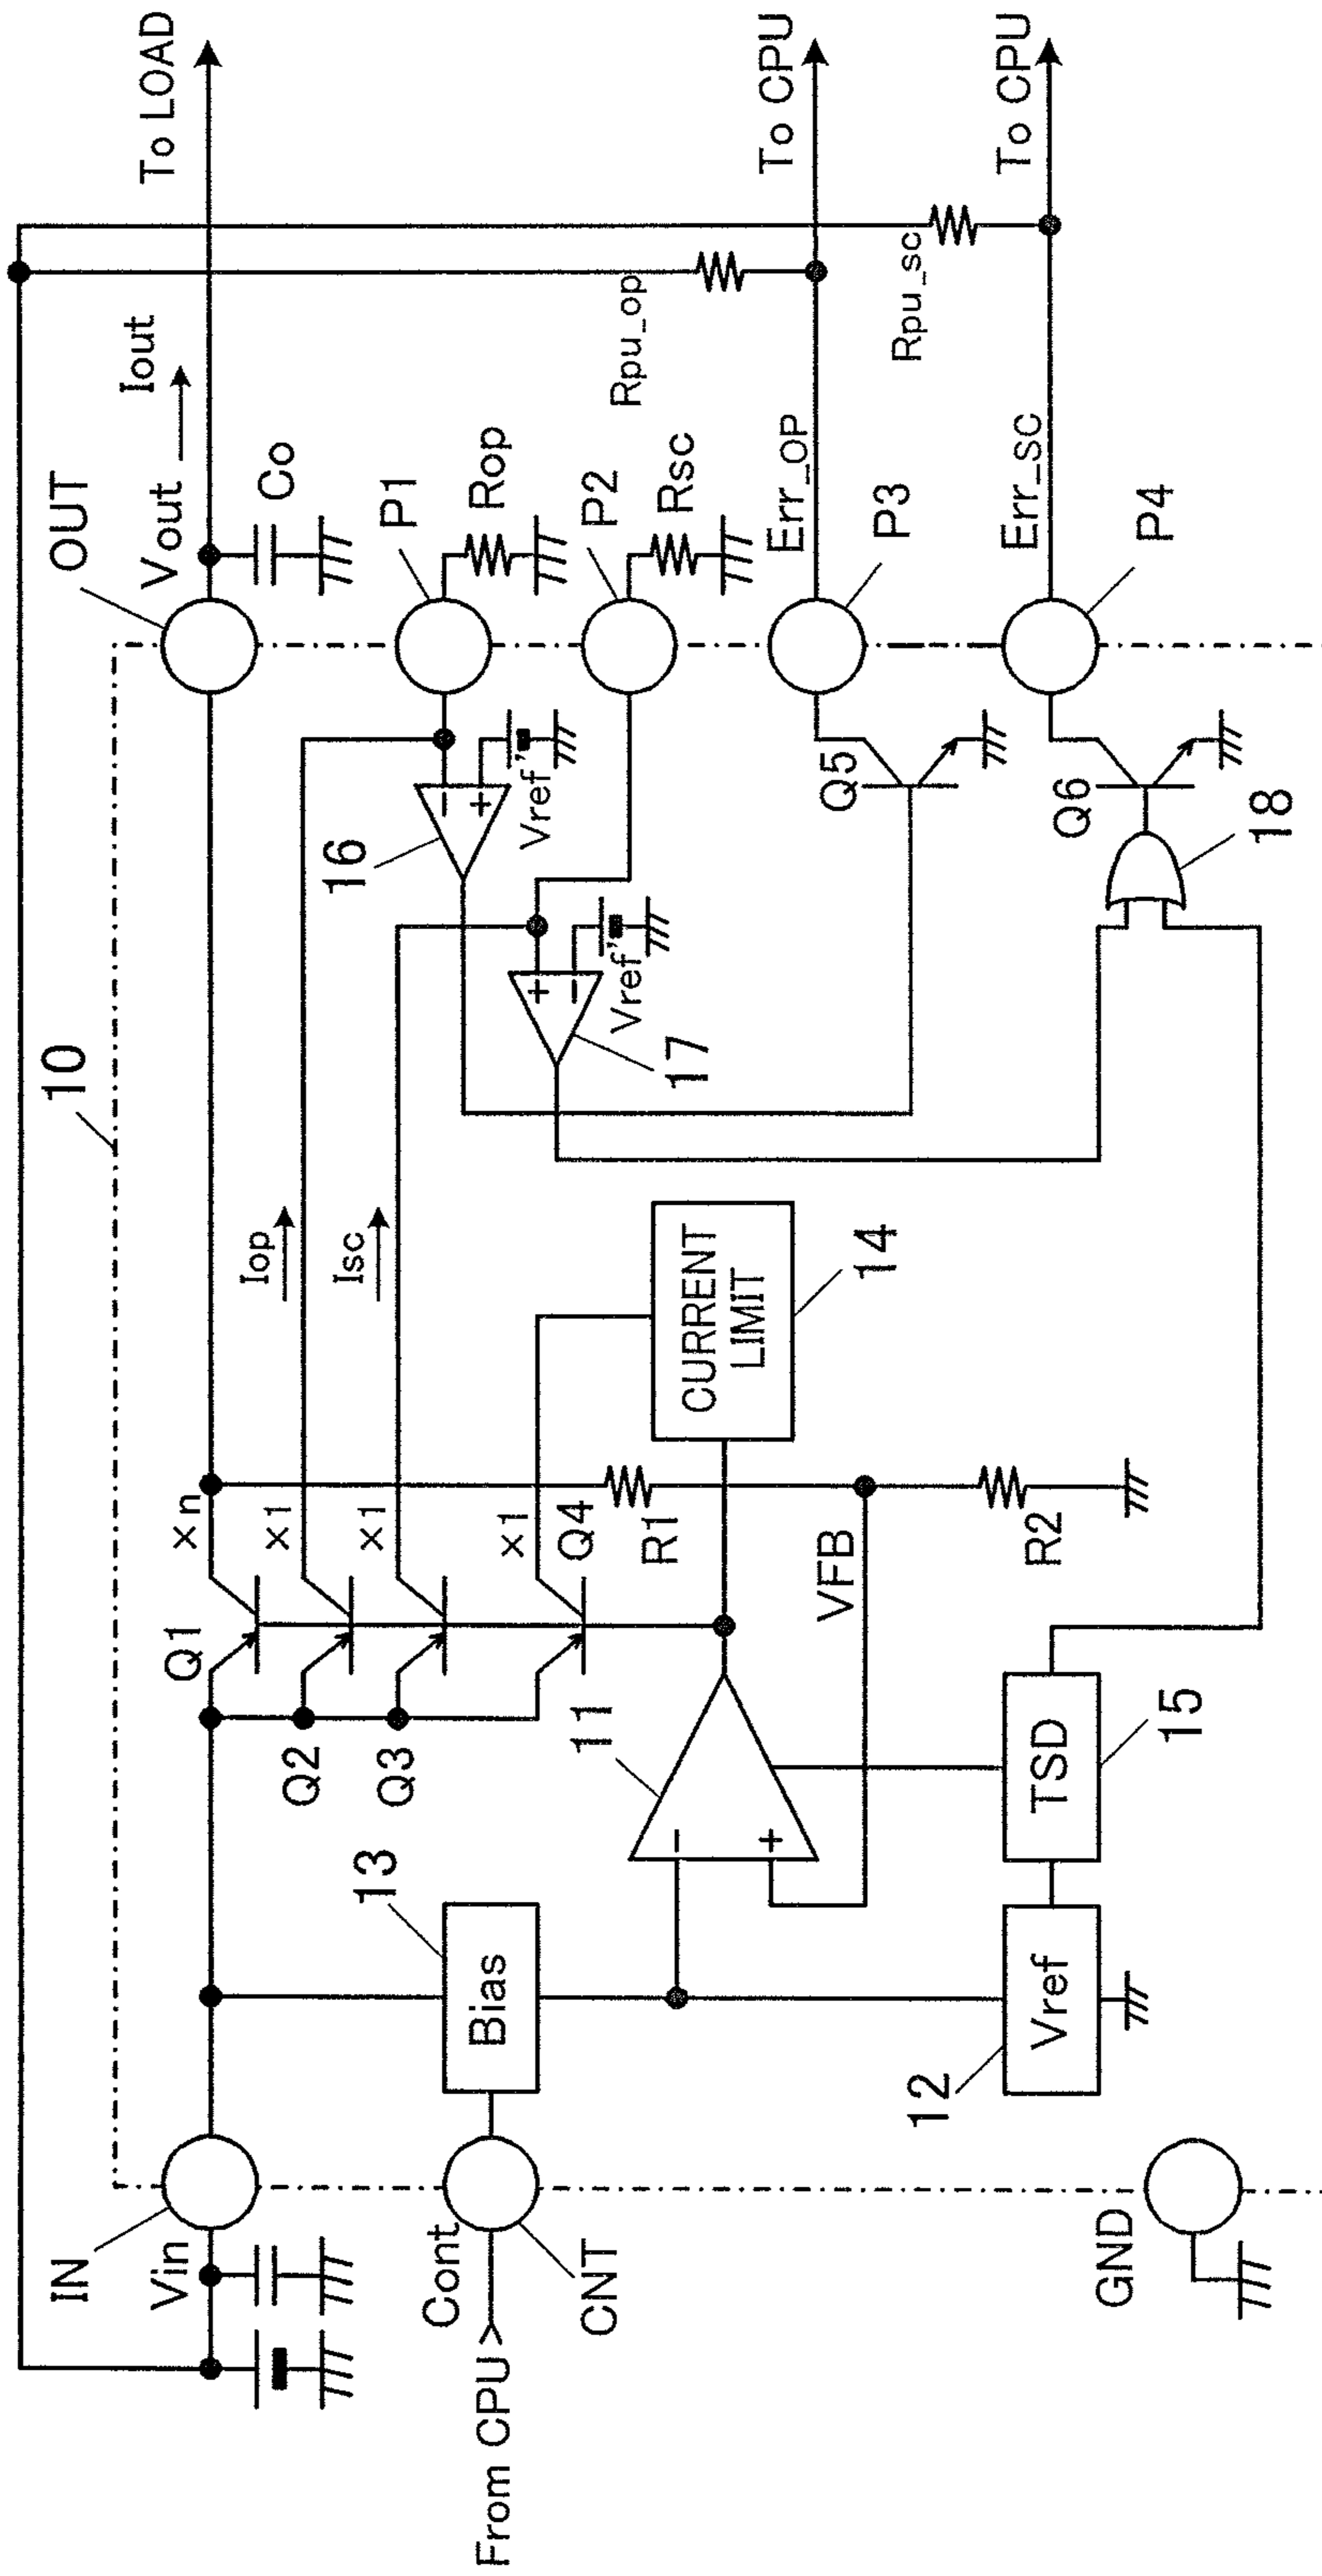 10
IN
Vin
Q1
×n
OUT
Vout
Iout
To LOAD
Co
Q2
×1
Iop
P1
Rop
Q3
×1
Isc
16
-
+
Vref'
P2
Rsc
Rpu_op
Q4
×1
CURRENT
LIMIT
14
17
+
-
Vref'
From CPU
Cont
CNT
13
Bias
11
-
+
R1
VFB
R2
Q5
P3
Err_OP
To CPU
Rpu_sc
12
Vref
TSD
15
18
Q6
P4
Err_SC
To CPU
GND